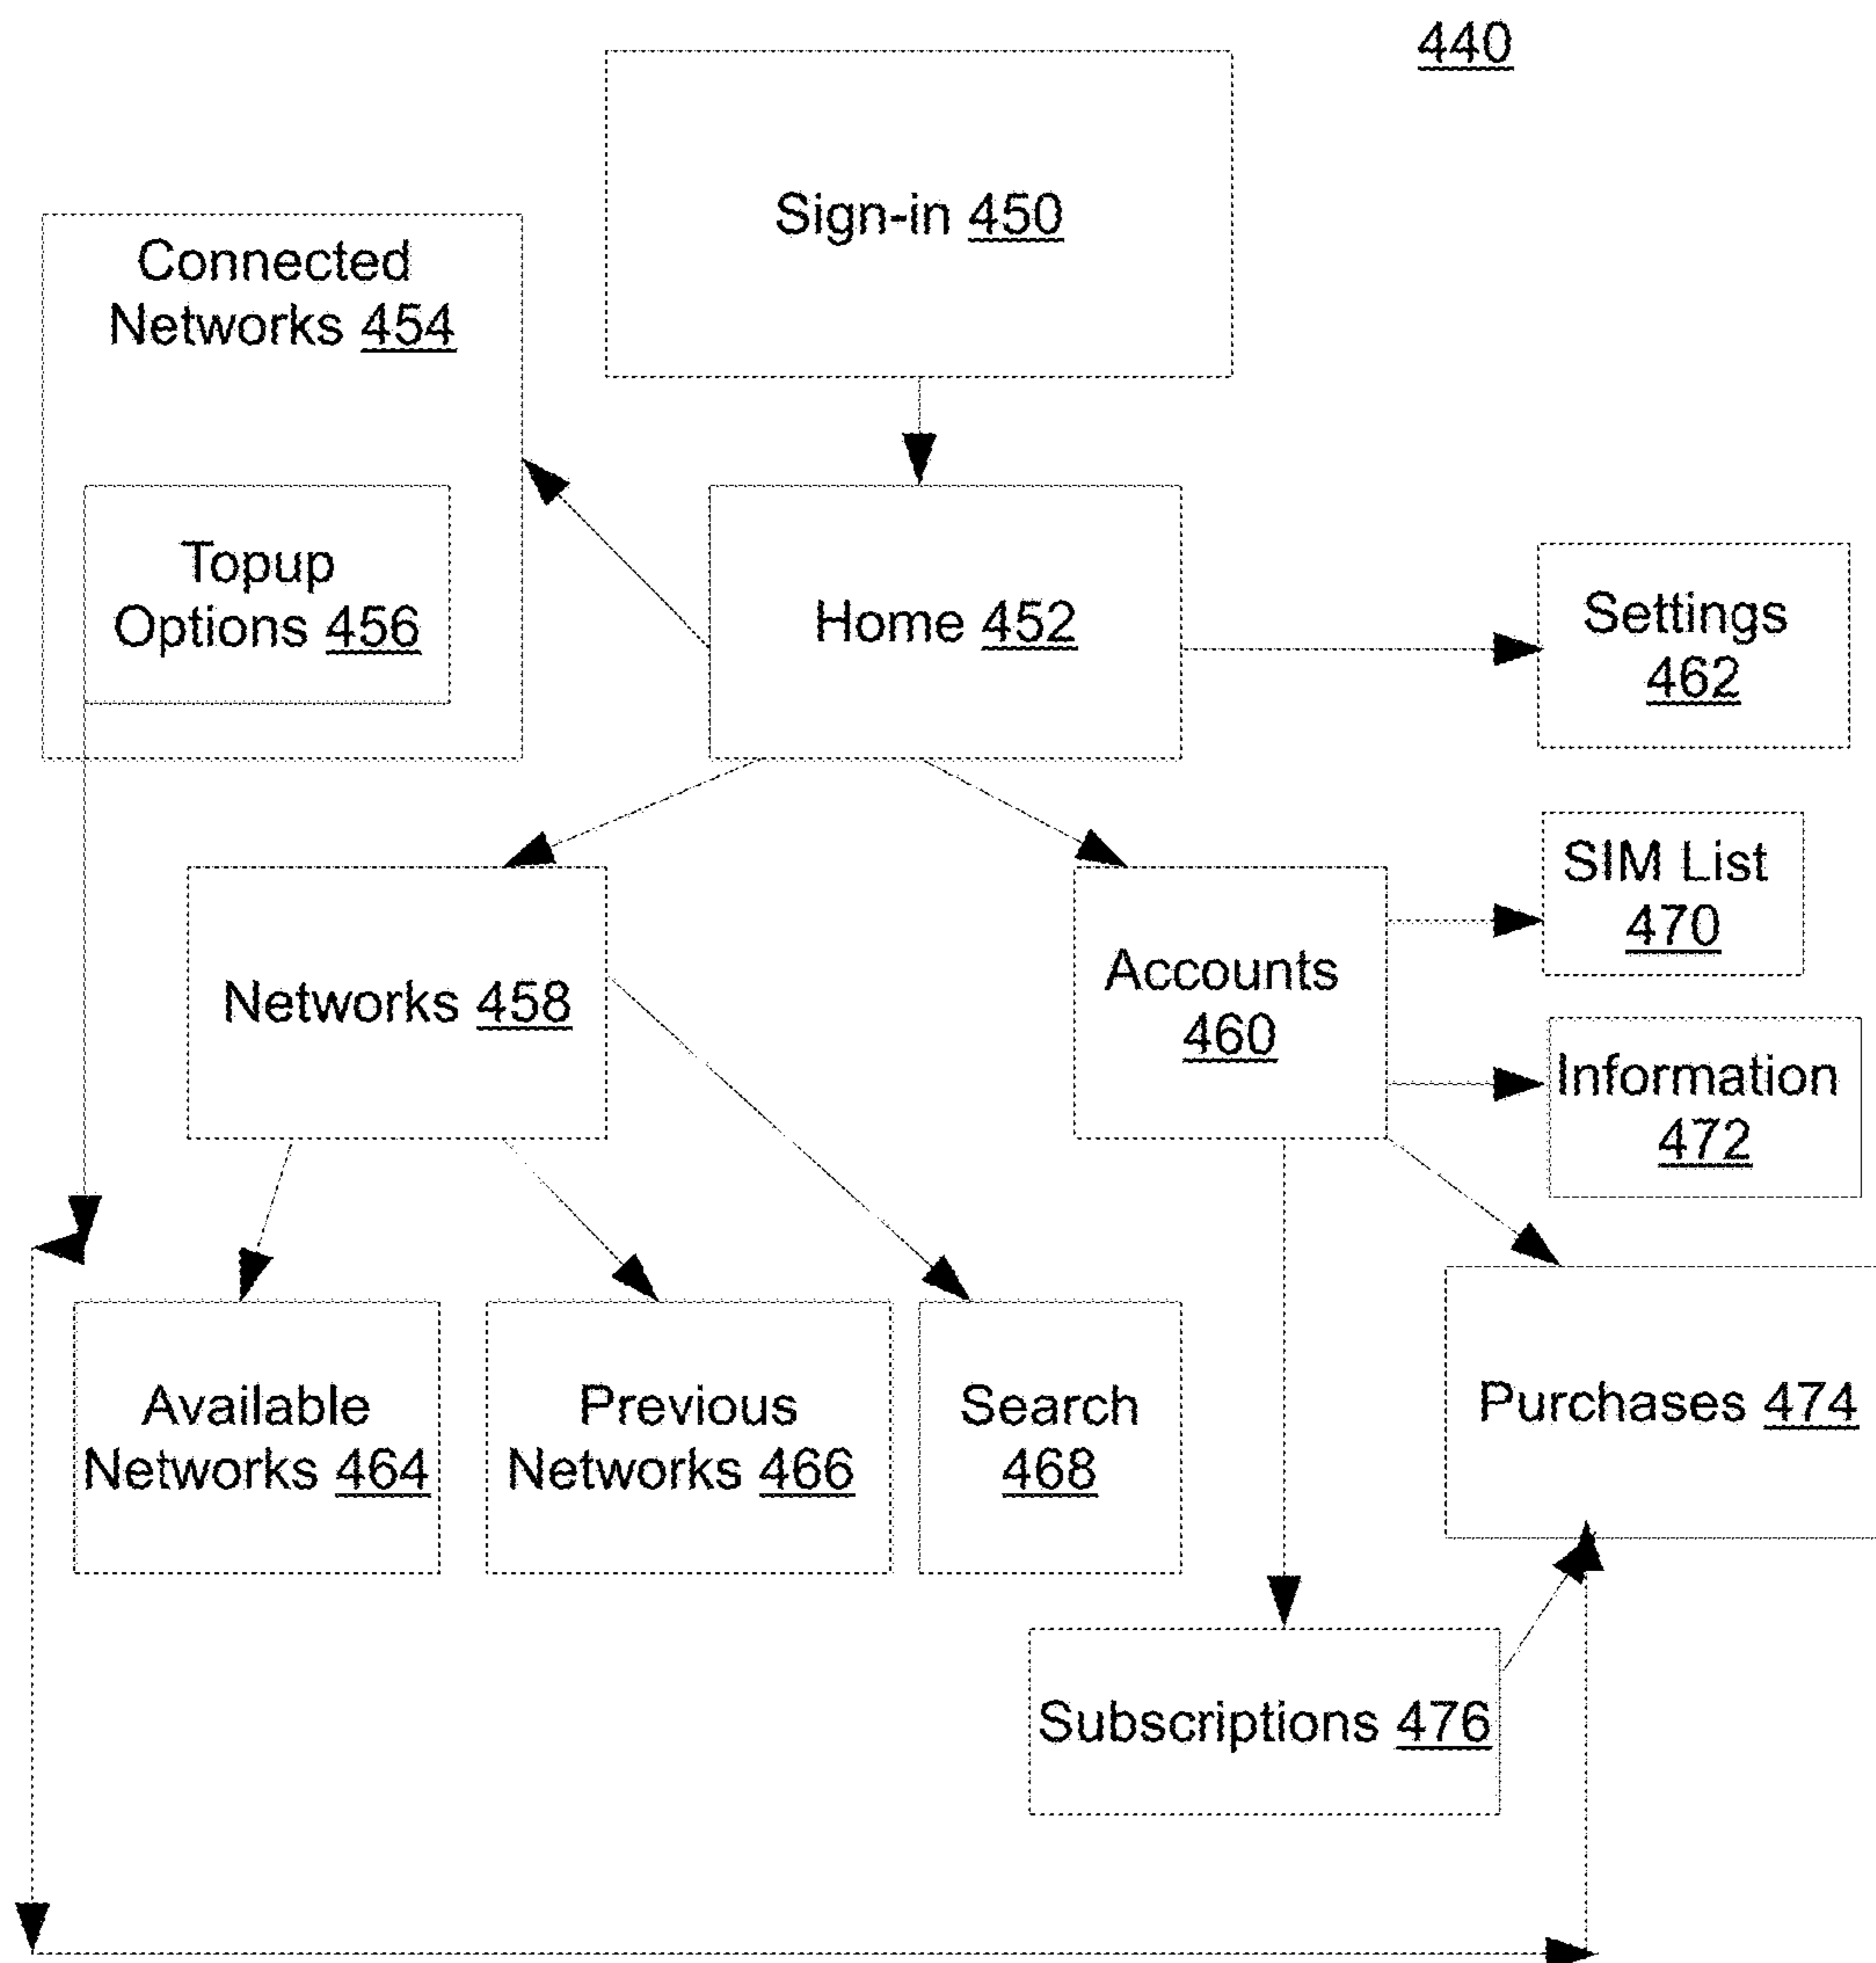 440
Sign-in 450
Connected
Networks 454
Topup
Options 456
Home 452
Settings
462
Networks 458
Accounts
460
SIM List
470
Information
472
Available
Networks 464
Previous
Networks 466
Search
468
Purchases 474
Subscriptions 476